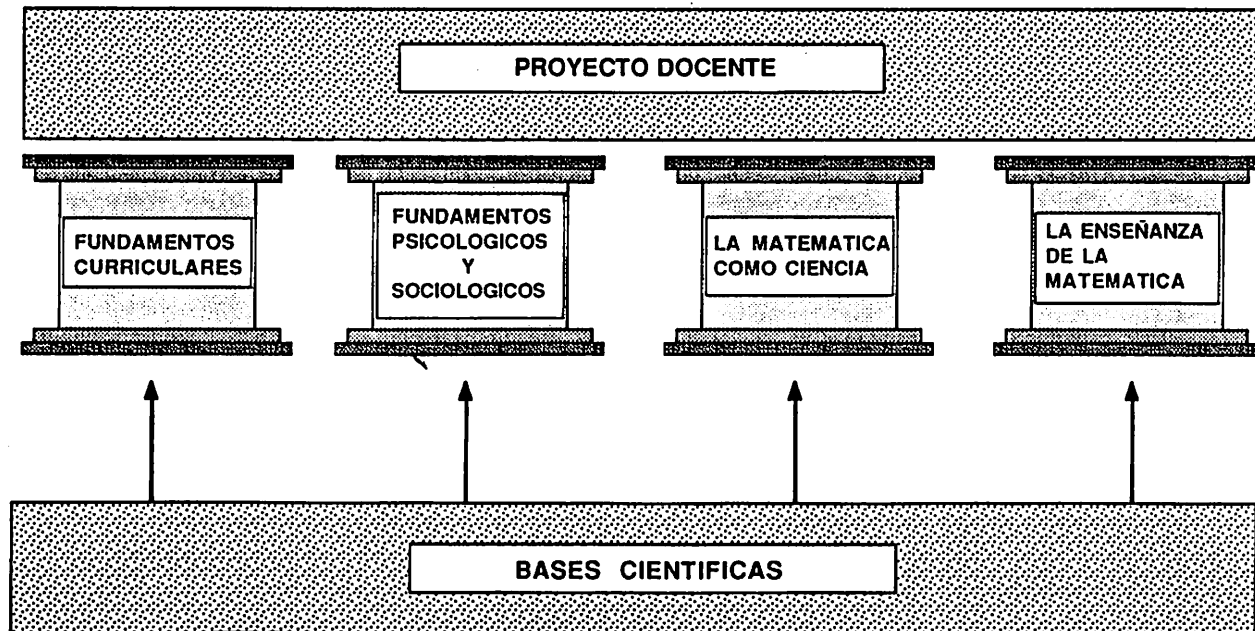 PROYECTO DOCENTE
FUNDAMENTOS
CURRICULARES
FUNDAMENTOS
PSICOLOGICOS
Y
SOCIOLOGICOS
LA MATEMATICA
COMO CIENCIA
LA ENSEÑANZA
DE LA
MATEMATICA
BASES CIENTIFICAS